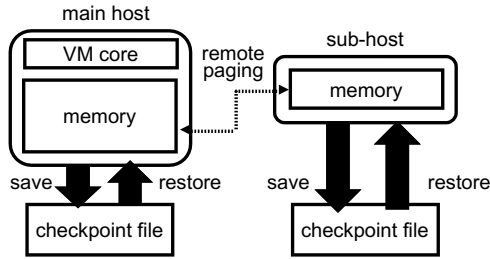 main host
VM core
memory
save
restore
checkpoint file
remote
paging
sub-host
memory
save
restore
checkpoint file